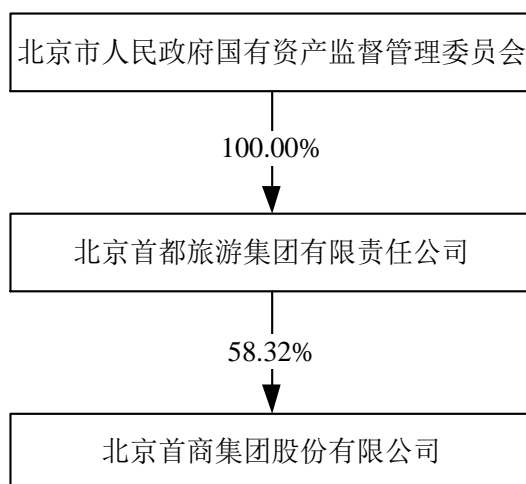 北京市人民政府国有资产监督管理委员会
100.00%
北京首都旅游集团有限责任公司
58.32%
北京首商集团股份有限公司